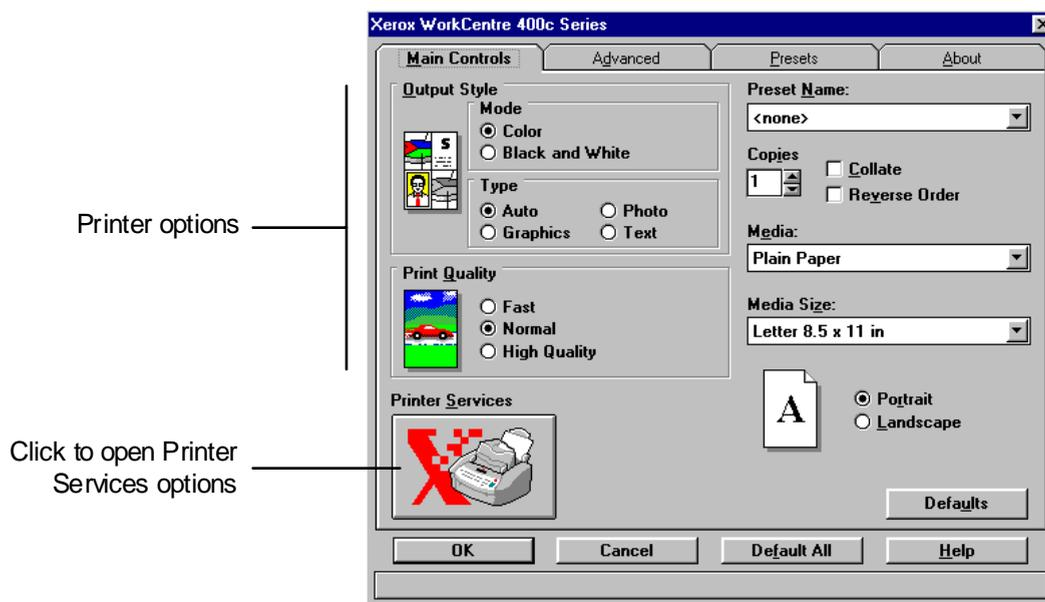 Xerox WorkCentre 400c Series
Main Controls
Advanced
Presets
About
Output Style
Mode
Color
Black and White
Type
Auto
Photo
Graphics
Text
Print Quality
Fast
Normal
High Quality
Printer Services
Preset Name:
<none>
Copies
1
Collate
Reverse Order
Media:
Plain Paper
Media Size:
Letter 8.5 x 11 in
A
Portrait
Landscape
Defaults
OK
Cancel
Default All
Help
Printer options
Click to open Printer
Services options
S
X